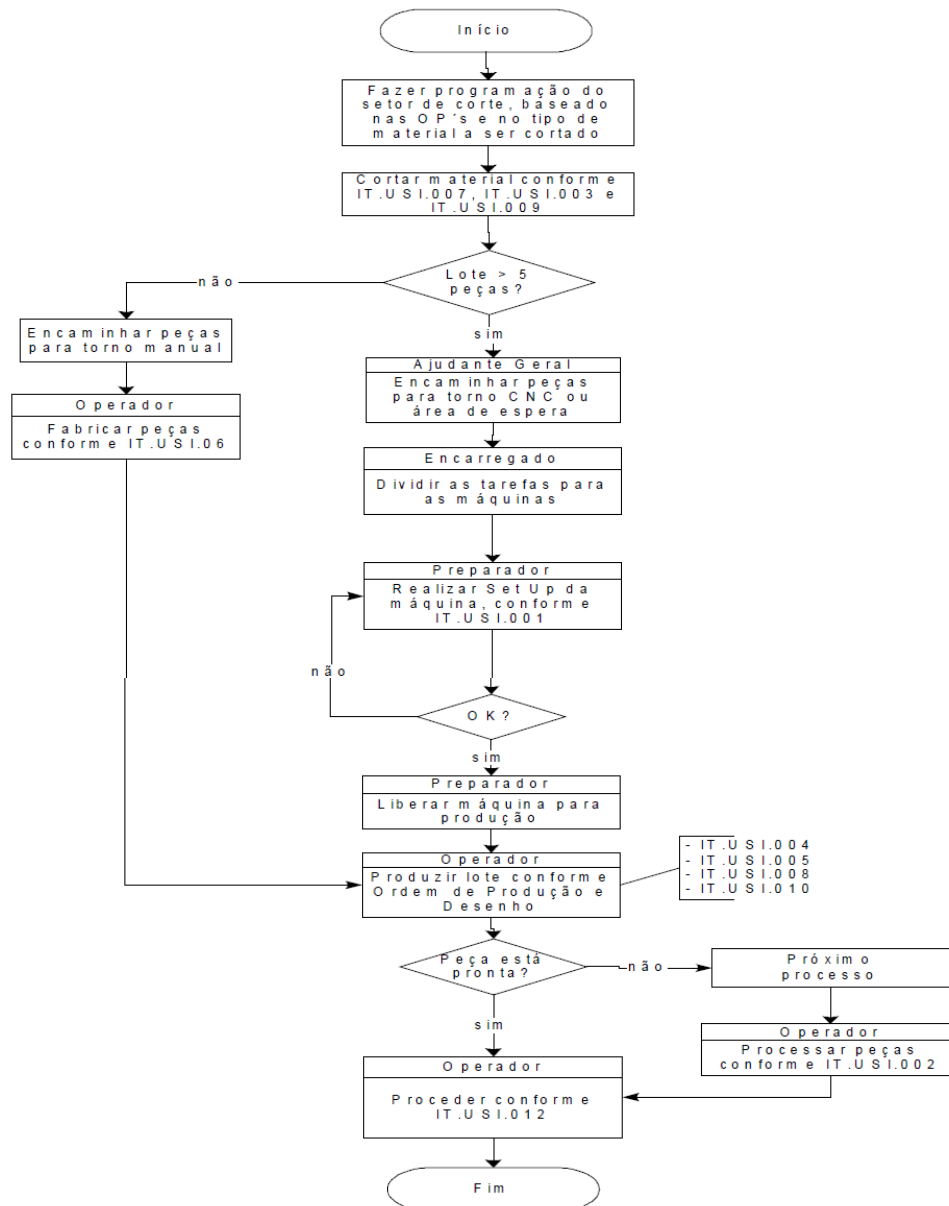 Início
Fazer programação do
setor de corte, baseado
nas OP´s e no tipo de
material a ser cortado
Cortar material conforme
IT.USI.007, IT.USI.003 e
IT.USI.009
Lote > 5
peças?
não
sim
Encaminhar peças
para torno manual
Operador
Fabricar peças
conforme IT.USI.06
Ajudante Geral
Encaminhar peças
para torno CNC ou
área de espera
Encarregado
Dividir as tarefas para
as máquinas
Preparador
Realizar Set Up da
máquina, conforme
IT.USI.001
não
OK?
sim
Preparador
Liberar máquina para
produção
Operador
Produzir lote conforme
Ordem de Produção e
Desenho
- IT.USI.004
- IT.USI.005
- IT.USI.008
- IT.USI.010
Peça está
pronta?
não
sim
Próximo
processo
Operador
Processar peças
conforme IT.USI.002
Operador
Proceder conforme
IT.USI.012
Fim